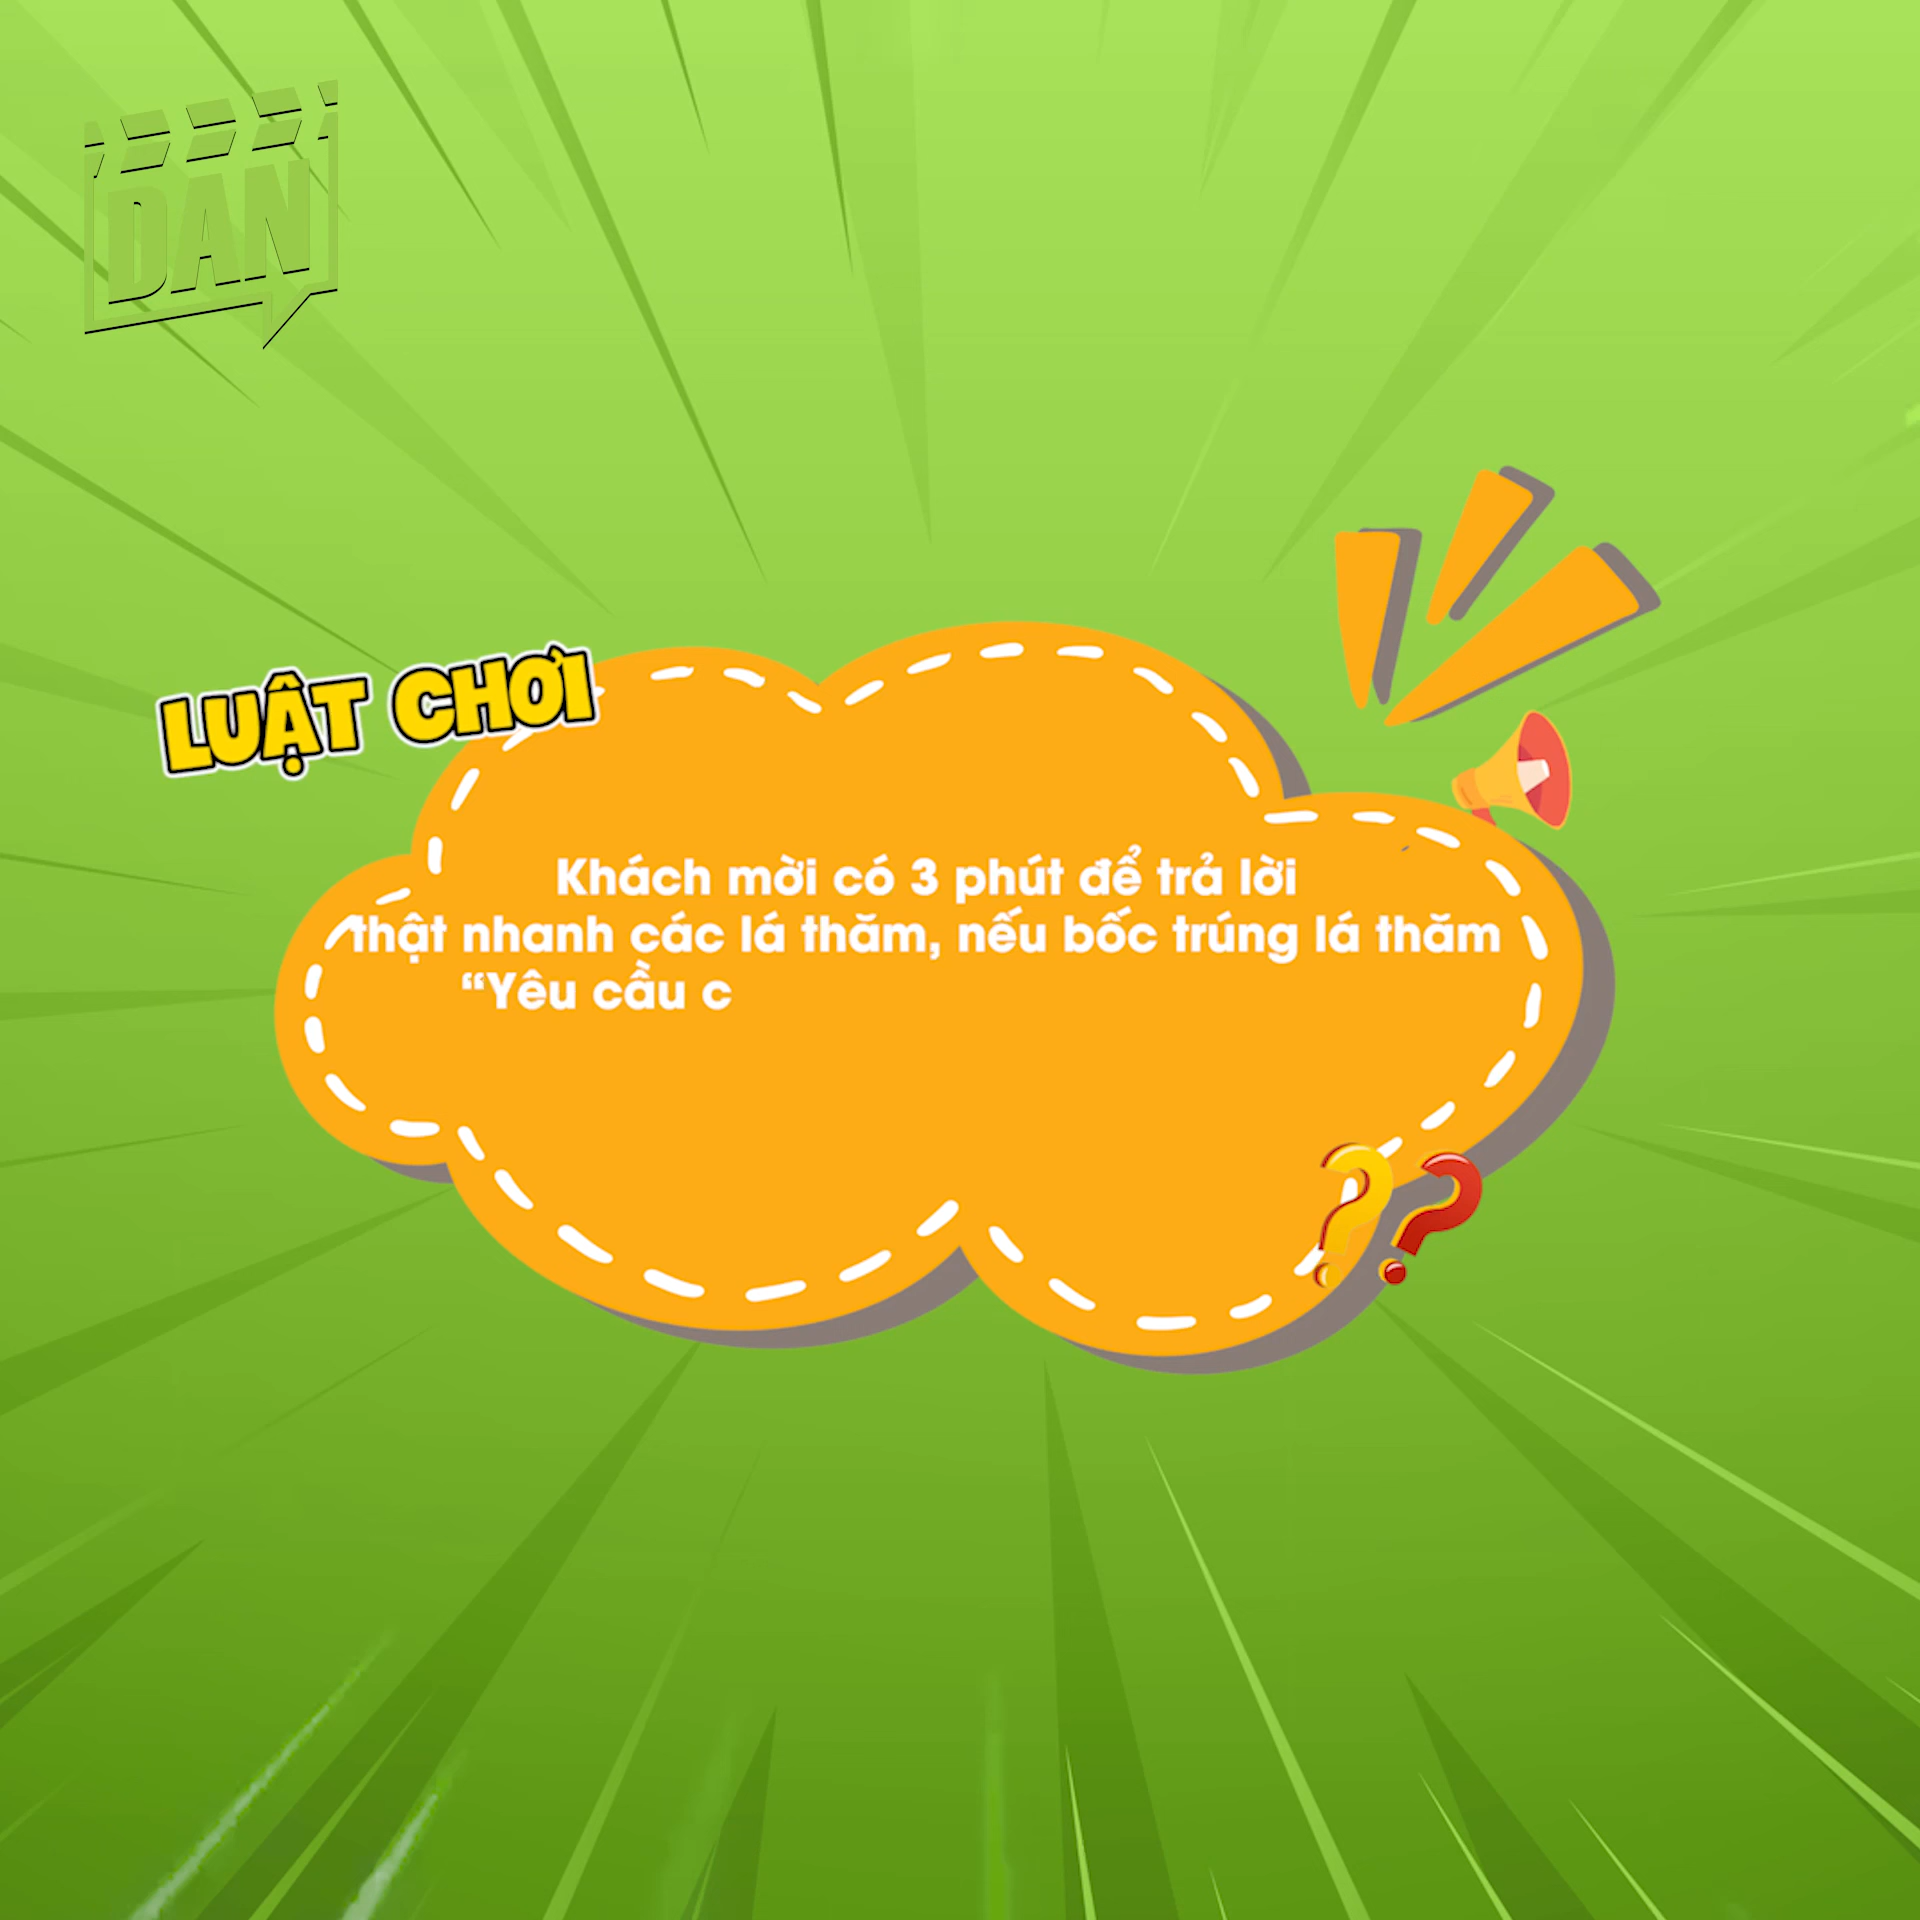 DAN
LUẬT CHƠI
Khách mời có 3 phút để trả lời
thật nhanh các lá thăm, nếu bốc trúng lá thăm
“Yêu cầu c
??